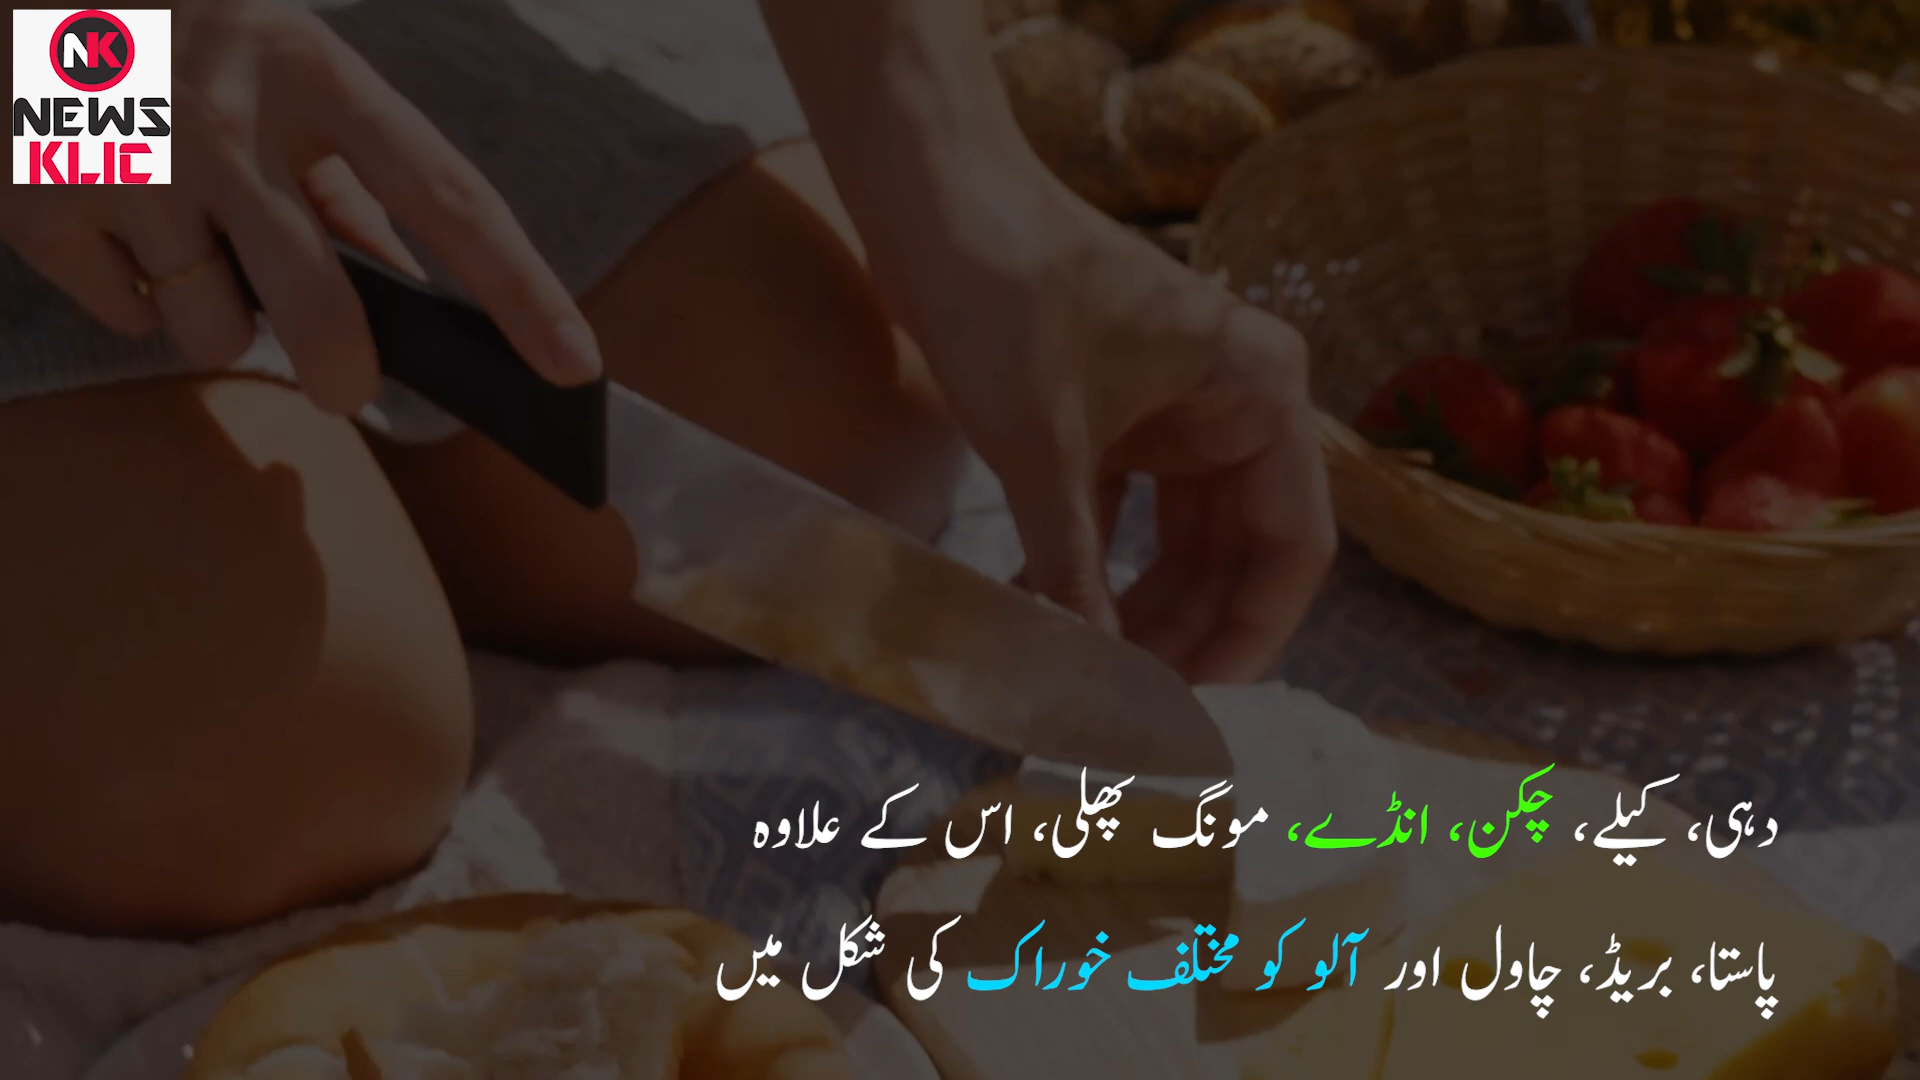 NK
NEWS
KLIC
دہی، کیلے، چکن، انڈے، مونگ پھلی، اس کے علاوہ
پاستا، بریڈ، چاول اور آلو کو مختلف خوراک کی شکل میں